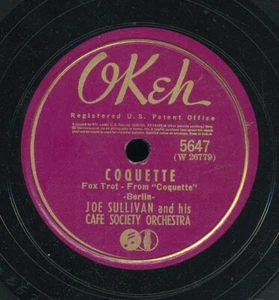 OKeh
Registered U.S. Patent Office
5647
(W 26779)
COQUETTE
Fox Trot - From "Coquette"
-Berlin-
JOE SULLIVAN and his
CAFE SOCIETY ORCHESTRA